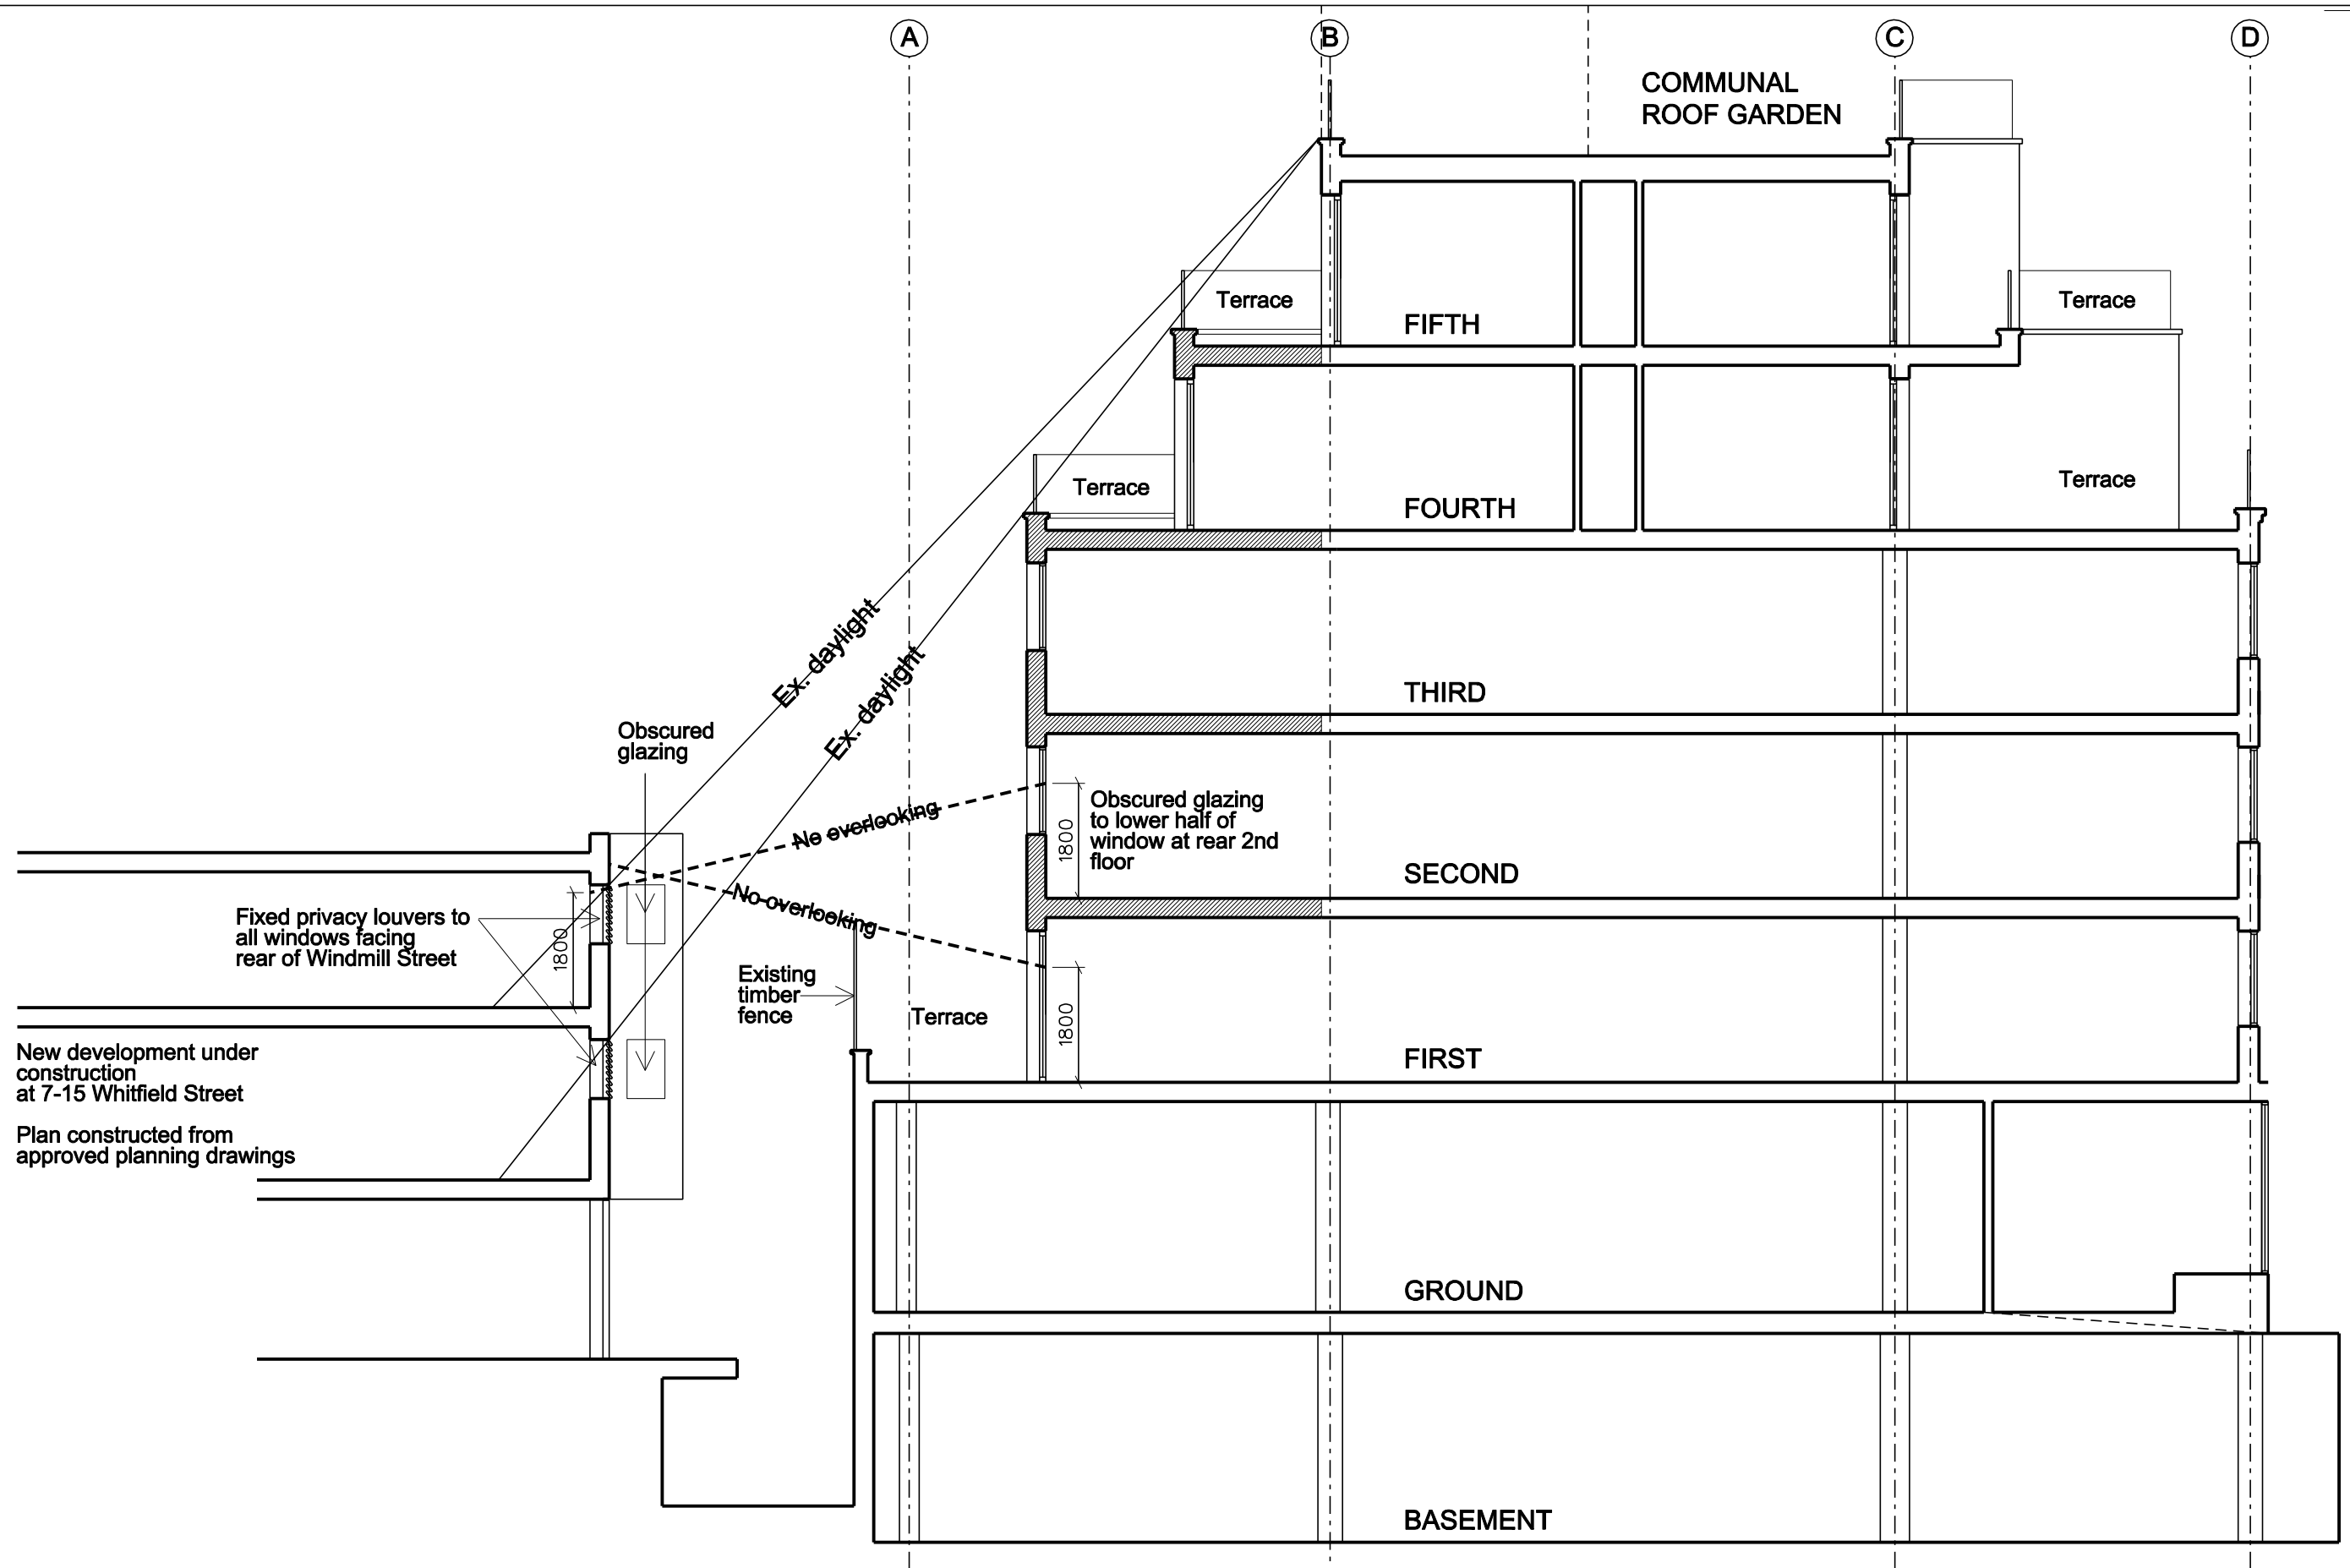 A
B
C
D
COMMUNAL
ROOF GARDEN
Terrace
Terrace
FIFTH
Terrace
Terrace
FOURTH
Ex. daylight
Ex. daylight
THIRD
Obscured
glazing
No overlooking
1800
Obscured glazing
to lower half of
window at rear 2nd
floor
SECOND
No overlooking
Fixed privacy louvers to
all windows facing
rear of Windmill Street
1800
Existing
timber
fence
Terrace
1800
FIRST
New development under
construction
at 7-15 Whitfield Street
Plan constructed from
approved planning drawings
GROUND
BASEMENT